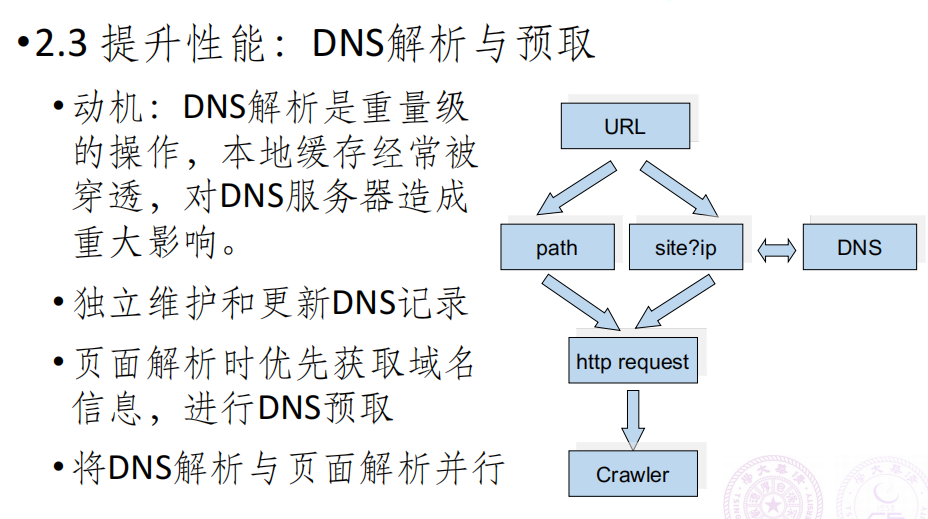 •2.3 提升性能：DNS解析与预取
•动机：DNS解析是重量级
的操作，本地缓存经常被
穿透，对DNS服务器造成
重大影响。
•独立维护和更新DNS记录
•页面解析时优先获取域名
信息，进行DNS预取
•将DNS解析与页面解析并行
URL
path
site?ip
DNS
http request
Crawler